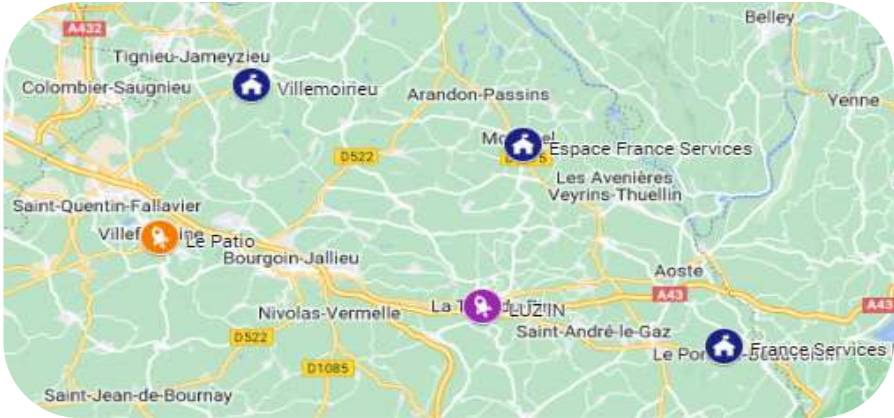 A432
Belley
Tignieu-Jameyzieu
Colombier-Saugnieu
Villemoirieu
Arandon-Passins
Yenne
Espace France Services
D522
Les Avenières
Veyrins-Thuellin
Saint-Quentin-Fallavier
Le Patio
Bourgoin-Jallieu
Aoste
A43
A43
Nivolas-Vermelle
LUZ'IN
Saint-André-le-Gaz
D522
France Services
D1085
Saint-Jean-de-Bournay